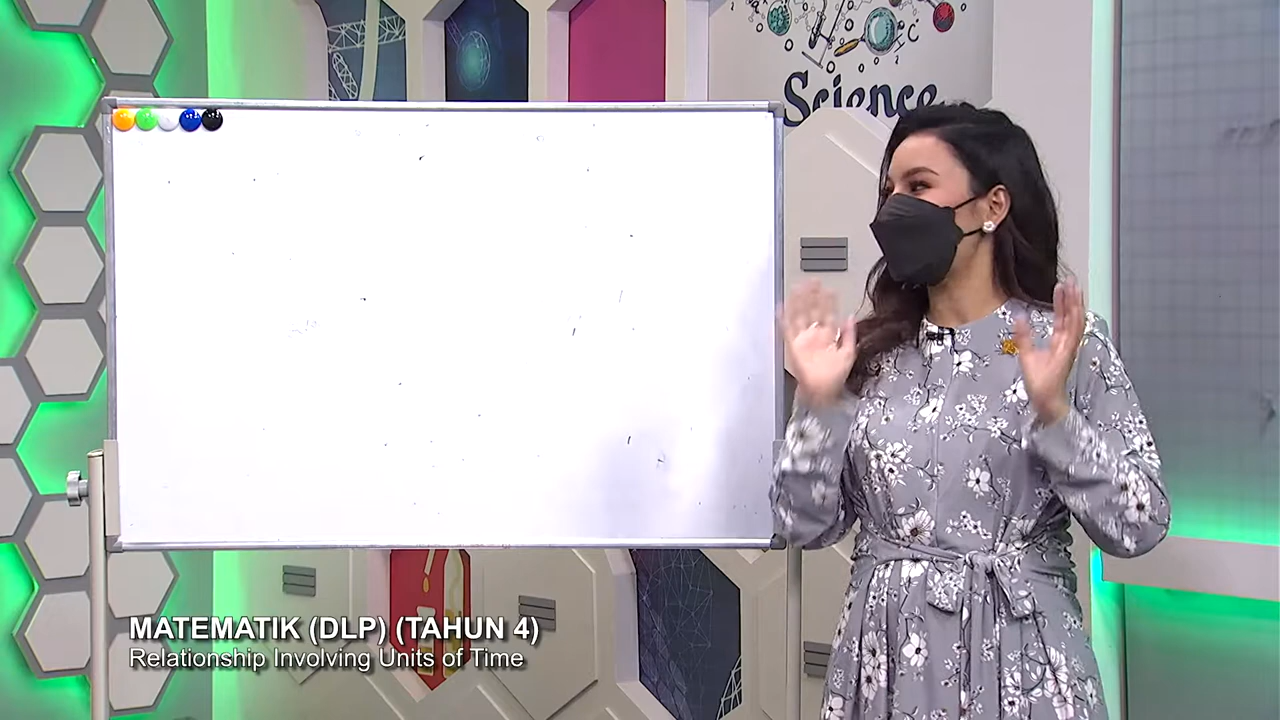 Science
MATEMATIK (DLP) (TAHUN 4)
Relationship Involving Units of Time